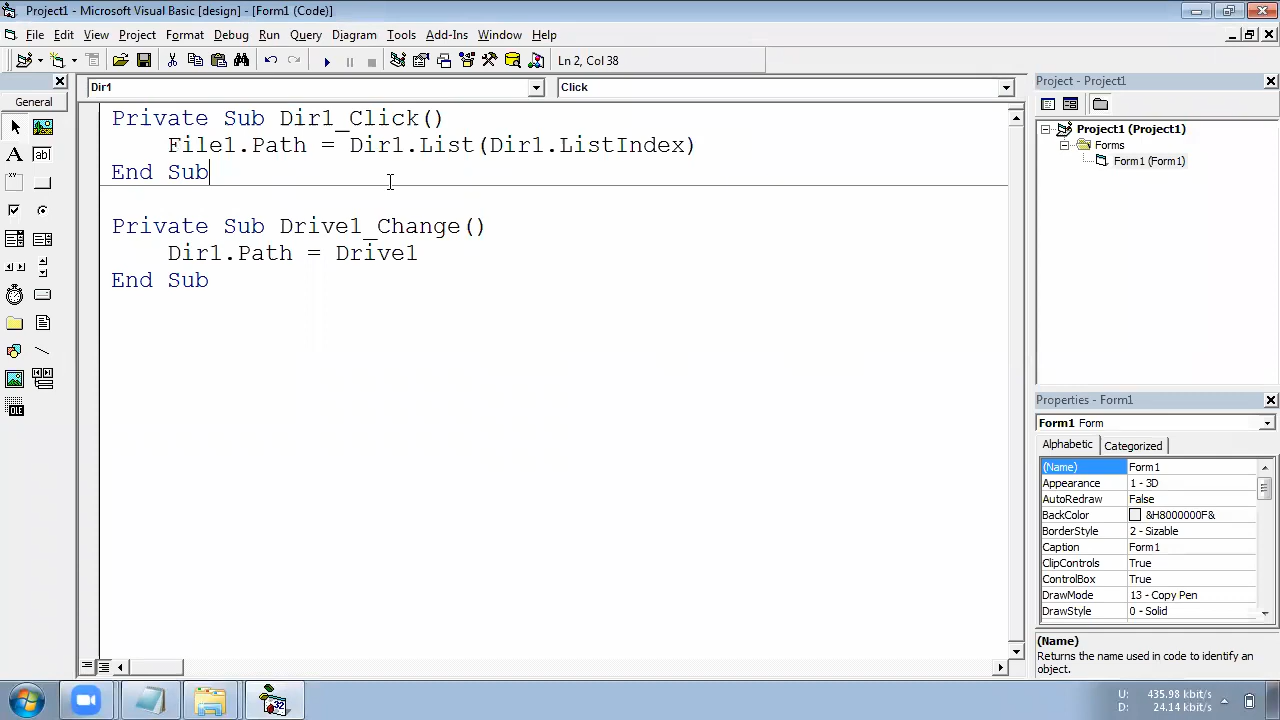 Project1 - Microsoft Visual Basic [design] - [Form1 (Code)]
File Edit View Project Format Debug Run Query Diagram Tools Add-Ins Window Help
Ln 2, Col 38
General
Dir1 Click
Private Sub Dir1_Click()
File1.Path = Dir1.List(Dir1.ListIndex)
End Sub
Private Sub Drive1_Change()
Dir1.Path = Drive1
End Sub
Project - Project1
Project1 (Project1)
Forms
Form1 (Form1)
Properties - Form1
Form1 Form
Alphabetic Categorized
(Name) Form1
Appearance 1 - 3D
AutoRedraw False
BackColor &H8000000F&
BorderStyle 2 - Sizable
Caption Form1
ClipControls True
ControlBox True
DrawMode 13 - Copy Pen
DrawStyle 0 - Solid
(Name)
Returns the name used in code to identify an
object.
ab|
OLE
U: 435.98 kbit/s
D: 24.14 kbit/s